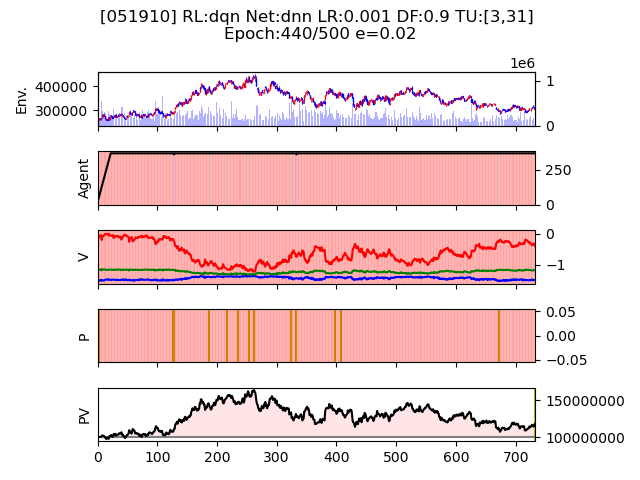 [051910] RL:dqn Net:dnn LR:0.001 DF:0.9 TU:[3,31]
Epoch:440/500 e=0.02
1e6
Env.
400000
300000
1
0
Agent
250
0
V
0
−1
P
0.05
0.00
−0.05
PV
150000000
100000000
0 100 200 300 400 500 600 700